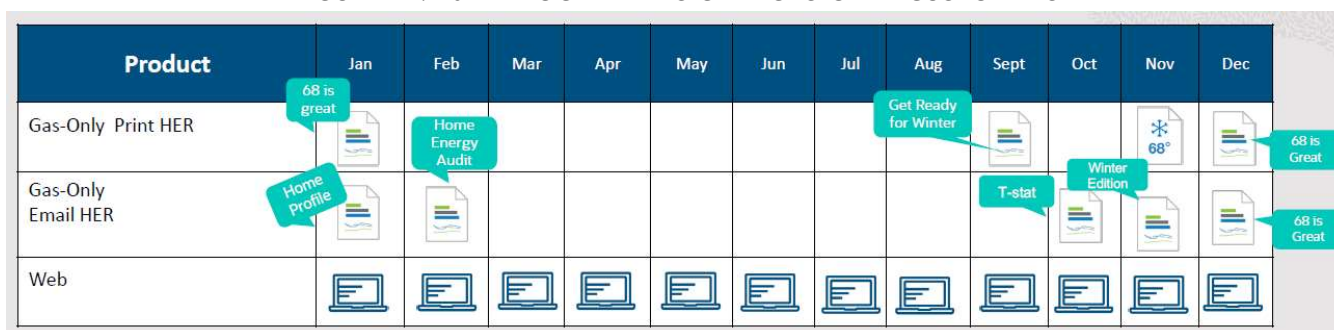 Product Jan Feb Mar Apr May Jun Jul Aug Sept Oct Nov Dec
68 is
great
Gas-Only Print HER
Get Ready
for Winter
68°
68 is
Great
Home
Energy
Audit
Gas-Only
Email HER
Home
Profile
T-stat
Winter
Edition
68 is
Great
Web